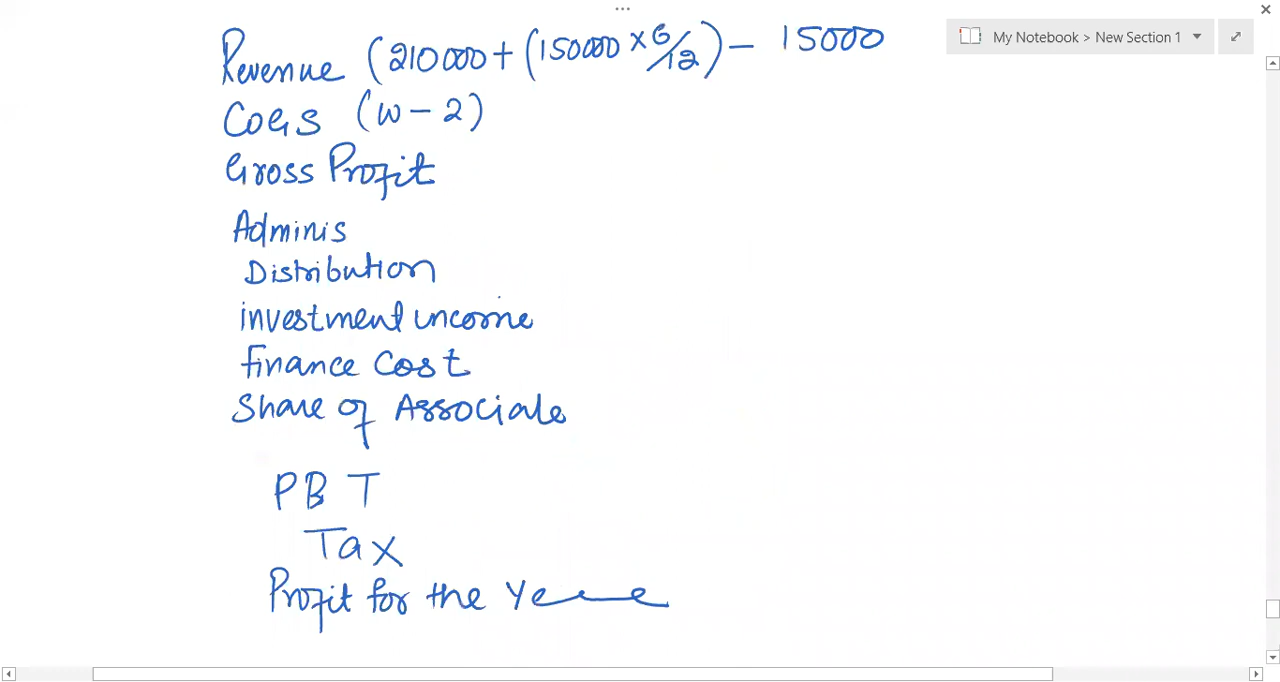 ...
My Notebook > New Section 1
Revenue (210000+(150000×6/12)- 15000
COGS (W-2)
Gross Profit
Adminis
Distribution
investment income
finance Cost
Share of Associate
PBT
Tax
Profit for the Year